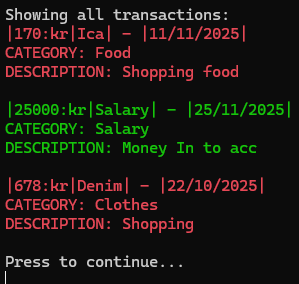 Showing all transactions:
|170:kr|Ica| - |11/11/2025|
CATEGORY: Food
DESCRIPTION: Shopping food
|25000:kr|Salary| - |25/11/2025|
CATEGORY: Salary
DESCRIPTION: Money In to acc
|678:kr|Denim| - |22/10/2025|
CATEGORY: Clothes
DESCRIPTION: Shopping
Press to continue...